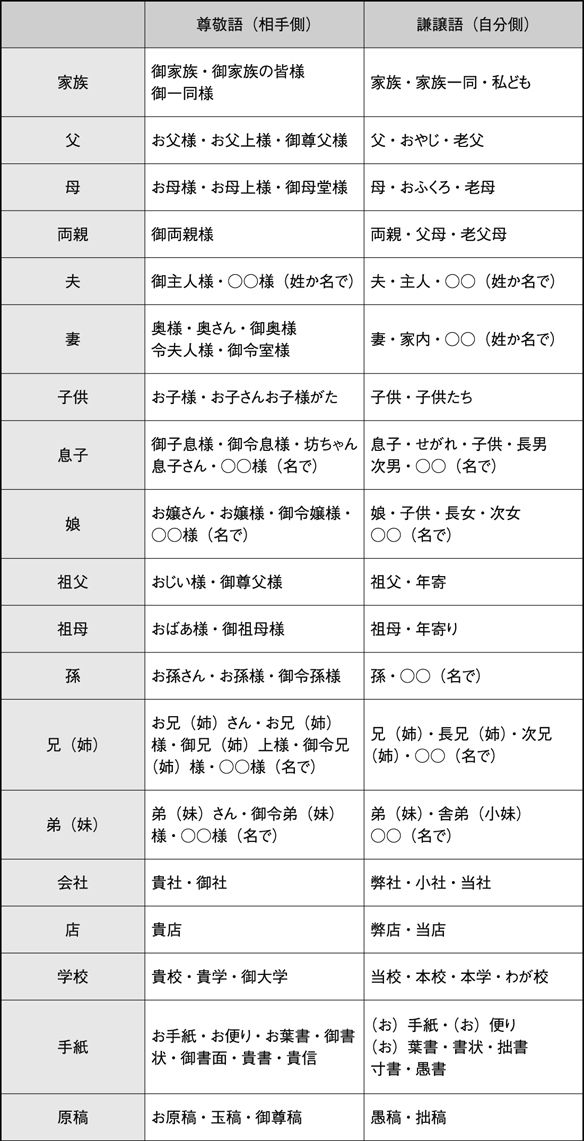 尊敬語（相手側）
謙譲語（自分側）
家族
御家族・御家族の皆様
御一同様
家族・家族一同・私ども
父
お父様・お父上様・御尊父様
父・おやじ・老父
母
お母様・お母上様・御母堂様
母・おふくろ・老母
両親
御両親様
両親・父母・老父母
夫
御主人様・〇〇様（姓か名で）
夫・主人・〇〇（姓か名で）
妻
奥様・奥さん・御奥様
令夫人様・御令室様
妻・家内・〇〇（姓か名で）
子供
お子様・お子さんお子様がた
子供・子供たち
息子
御子息様・御令息様・坊ちゃん
息子さん・〇〇様（名で）
息子・せがれ・子供・長男
次男・〇〇（名で）
娘
お嬢さん・お嬢様・御令嬢様・
〇〇様（名で）
娘・子供・長女・次女
〇〇（名で）
祖父
おじい様・御尊父様
祖父・年寄
祖母
おばあ様・御祖母様
祖母・年寄り
孫
お孫さん・お孫様・御令孫様
孫・〇〇（名で）
兄（姉）
お兄（姉）さん・お兄（姉）
様・御兄（姉）上様・御令兄
（姉）様・〇〇様（名で）
兄（姉）・長兄（姉）・次兄
（姉）・〇〇（名で）
弟（妹）
弟（妹）さん・御令弟（妹）
様・〇〇様（名で）
弟（妹）・舎弟（小妹）
〇〇（名で）
会社
貴社・御社
弊社・小社・当社
店
貴店
弊店・当店
学校
貴校・貴学・御大学
当校・本校・本学・わが校
手紙
お手紙・お便り・お葉書・御書
状・御書面・貴書・貴信
（お）手紙・（お）便り
（お）葉書・書状・拙書
寸書・愚書
原稿
お原稿・玉稿・御尊稿
愚稿・拙稿